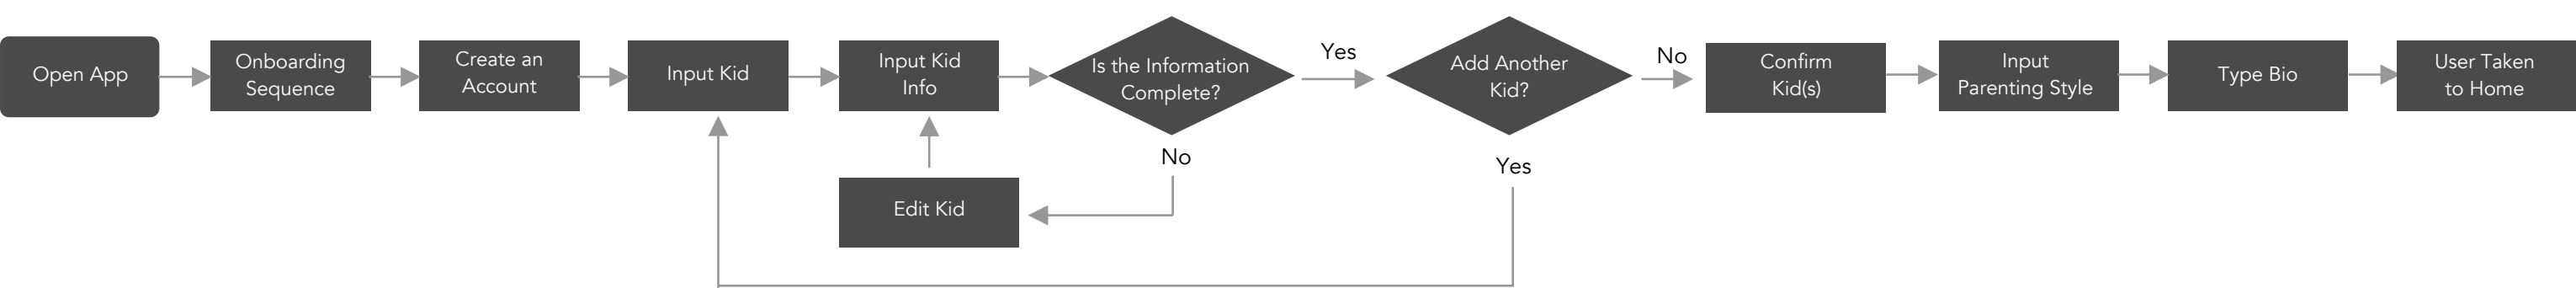 Open App
Onboarding
Sequence
Create an
Account
Input Kid
Input Kid
Info
Is the Information
Complete?
Yes
No
Edit Kid
Add Another
Kid?
No
Yes
Confirm
Kid(s)
Input
Parenting Style
Type Bio
User Taken
to Home